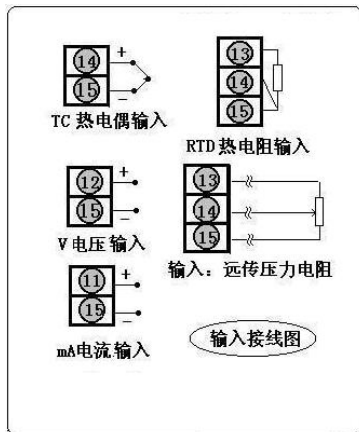 14 +
15 −
TC 热电偶输入
13
14
15
RTD 热电阻输入
12 +
15 −
V 电压输入
13
14
15
输入：远传压力电阻
11 +
15 −
mA电流输入
输入接线图